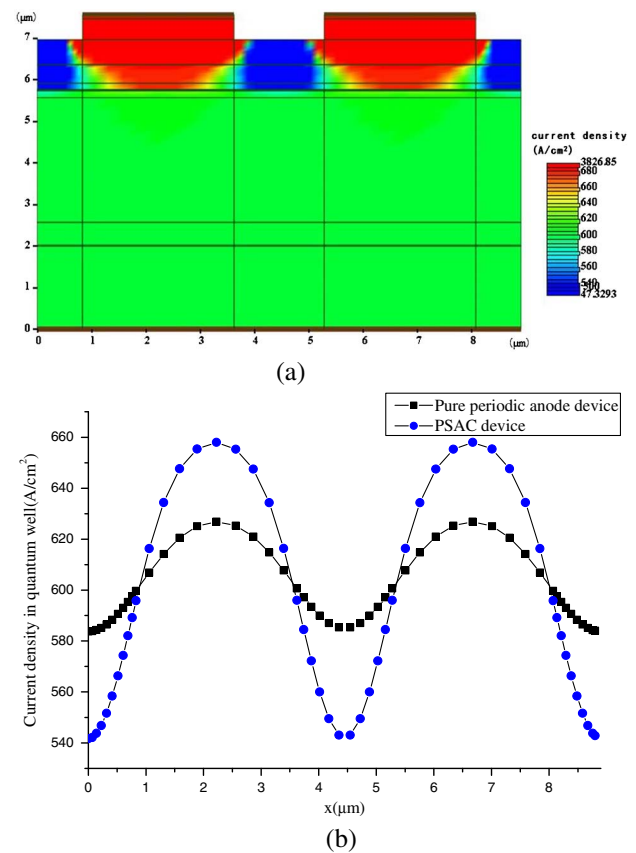 (μm)
7
6
5
4
3
2
1
0
0 1 2 3 4 5 6 7 8 (μm)
current density
(A/cm²)
3826.85
680
660
640
620
600
580
560
540
47.3293
(a)
Pure periodic anode device
PSAC device
Current density in quantum well(A/cm²)
660
640
620
600
580
560
540
0 1 2 3 4 5 6 7 8
x(μm)
(b)